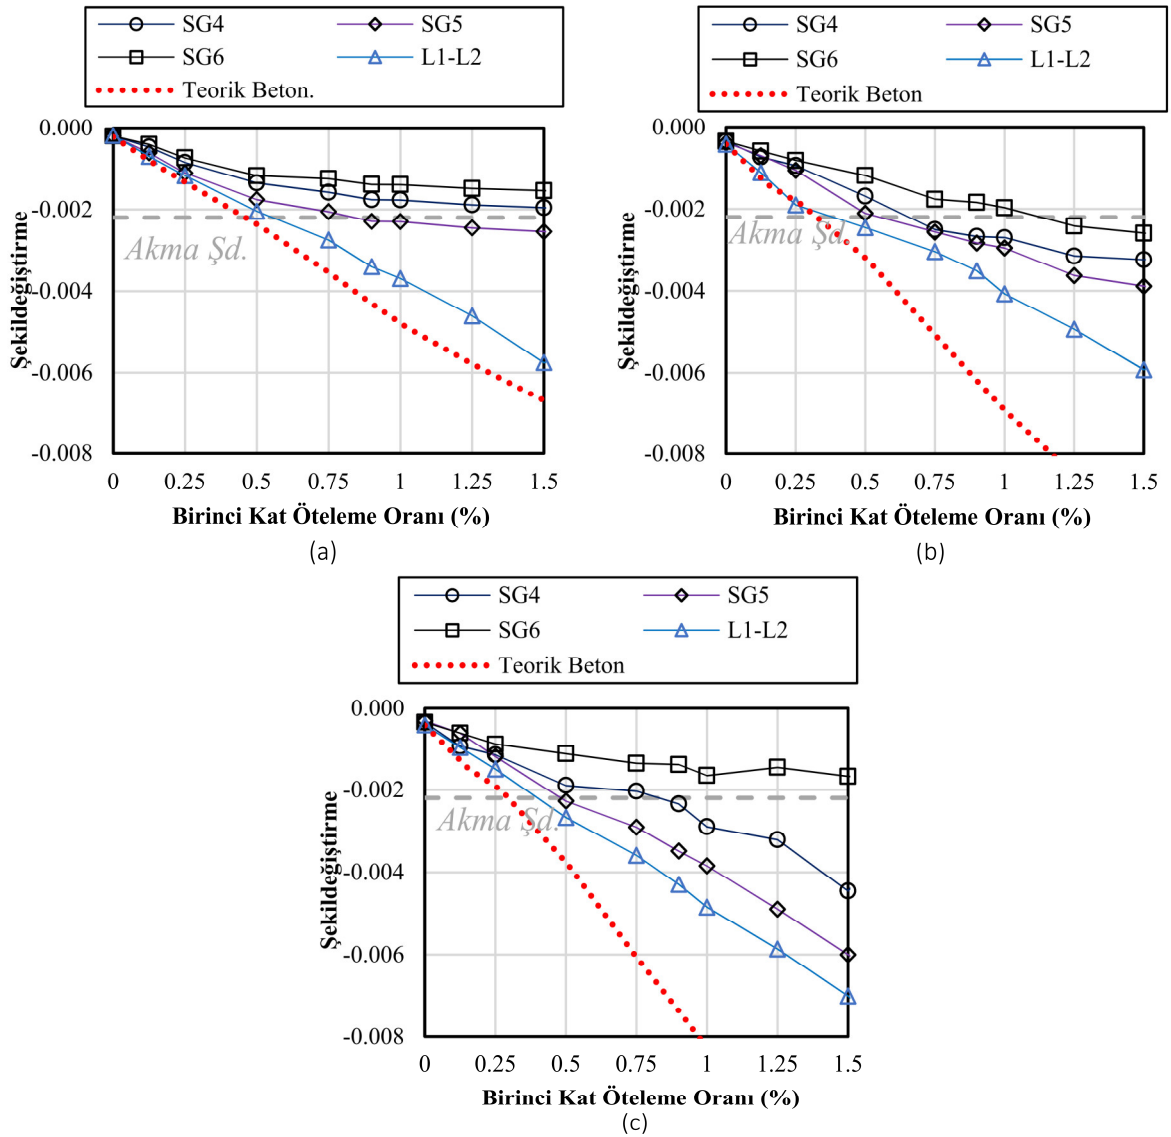 SG4 SG5
SG6 L1-L2
Teorik Beton.
0.000
-0.002
-0.004
-0.006
-0.008
Şekildeğiştirme
Akma Şd.
0 0.25 0.5 0.75 1 1.25 1.5
Birinci Kat Öteleme Oranı (%)
(a)
SG4 SG5
SG6 L1-L2
Teorik Beton
0.000
-0.002
-0.004
-0.006
-0.008
Şekildeğiştirme
Akma Şd.
0 0.25 0.5 0.75 1 1.25 1.5
Birinci Kat Öteleme Oranı (%)
(b)
SG4 SG5
SG6 L1-L2
Teorik Beton
0.000
-0.002
-0.004
-0.006
-0.008
Şekildeğiştirme
Akma Şd.
0 0.25 0.5 0.75 1 1.25 1.5
Birinci Kat Öteleme Oranı (%)
(c)